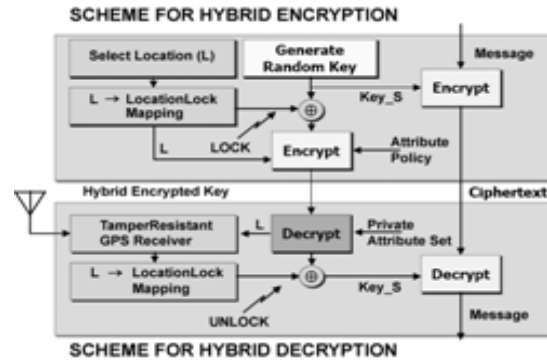 SCHEME FOR HYBRID ENCRYPTION
Select Location (L)
Generate
Random Key
Message
L → LocationLock
Mapping
⊕
Key_S
Encrypt
LOCK
L
Encrypt
Attribute
Policy
Hybrid Encrypted Key
Ciphertext
TamperResistant
GPS Receiver
L
Decrypt
Private
Attribute Set
L → LocationLock
Mapping
⊕
Key_S
Decrypt
UNLOCK
Message
SCHEME FOR HYBRID DECRYPTION